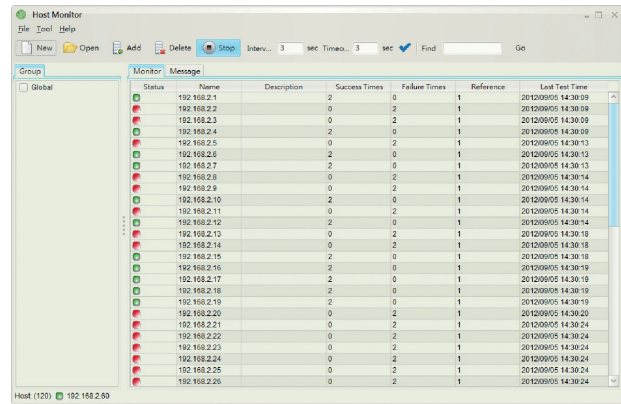 Host Monitor
File Tool Help
New Open Add Delete Stop Interv... 3 sec Timeo... 3 sec Find Go
Group Monitor Message
Global
Status Name Description Success Times Failure Times Reference Last Test Time
192.168.2.1 2 0 1 2012/09/05 14:30:09
192.168.2.2 0 2 1 2012/09/05 14:30:09
192.168.2.3 0 2 1 2012/09/05 14:30:09
192.168.2.4 2 0 1 2012/09/05 14:30:09
192.168.2.5 0 2 1 2012/09/05 14:30:13
192.168.2.6 2 0 1 2012/09/05 14:30:13
192.168.2.7 2 0 1 2012/09/05 14:30:13
192.168.2.8 0 2 1 2012/09/05 14:30:14
192.168.2.9 0 2 1 2012/09/05 14:30:14
192.168.2.10 2 0 1 2012/09/05 14:30:14
192.168.2.11 0 2 1 2012/09/05 14:30:14
192.168.2.12 2 0 1 2012/09/05 14:30:14
192.168.2.13 0 2 1 2012/09/05 14:30:18
192.168.2.14 0 2 1 2012/09/05 14:30:18
192.168.2.15 2 0 1 2012/09/05 14:30:18
192.168.2.16 2 0 1 2012/09/05 14:30:19
192.168.2.17 2 0 1 2012/09/05 14:30:19
192.168.2.18 2 0 1 2012/09/05 14:30:19
192.168.2.19 2 0 1 2012/09/05 14:30:19
192.168.2.20 0 2 1 2012/09/05 14:30:20
192.168.2.21 0 2 1 2012/09/05 14:30:24
192.168.2.22 0 2 1 2012/09/05 14:30:24
192.168.2.23 0 2 1 2012/09/05 14:30:24
192.168.2.24 0 2 1 2012/09/05 14:30:24
192.168.2.25 0 2 1 2012/09/05 14:30:24
192.168.2.26 0 2 1 2012/09/05 14:30:24
Host: (120) 192.168.2.60